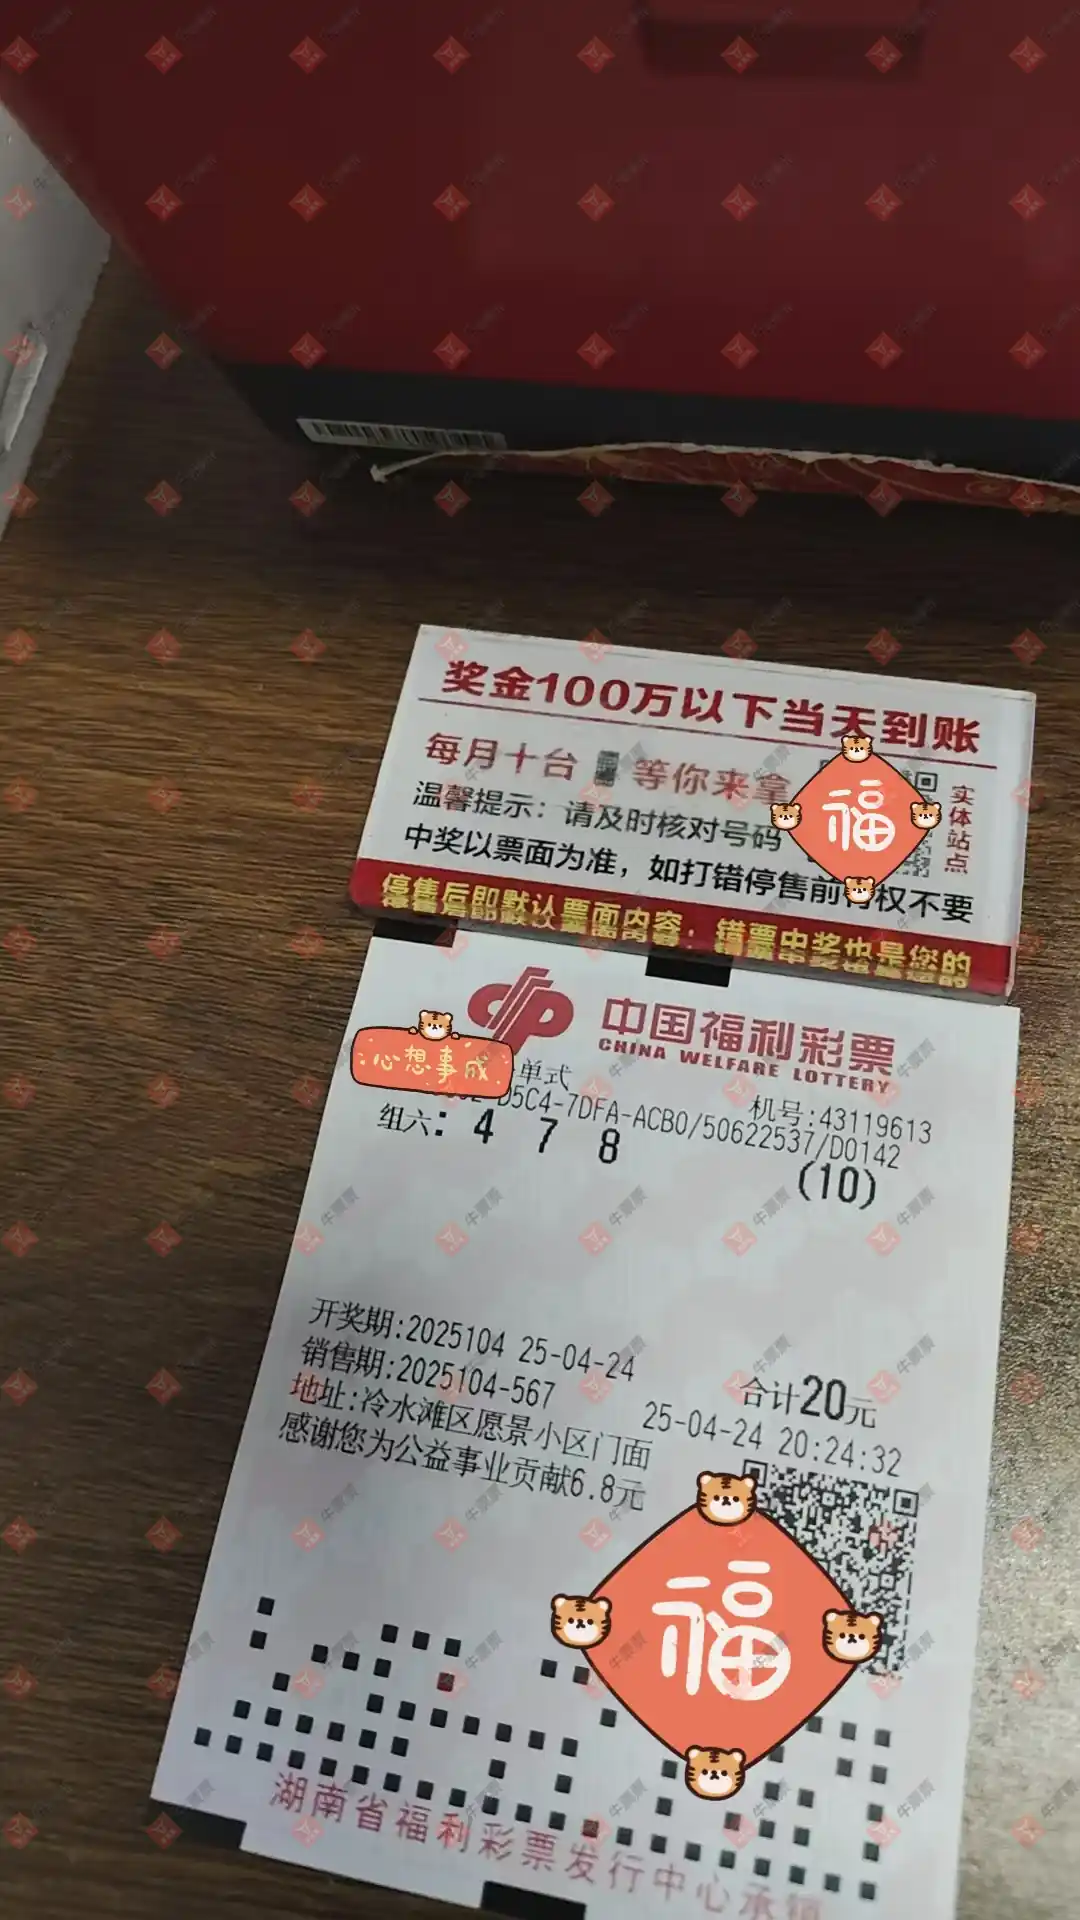 奖金100万以下当天到账
每月十台
等你来拿
实体站点
温馨提示：请及时核对号码
福
中奖以票面为准，如打错停售前有权不要
停售后即默认票面内容；错票中奖也是您的
中国福利彩票
CHINA WELFARE LOTTERY
心想事成
单式
机号:43119613
D5C4-7DFA-ACB0/50622537/D0142
组六: 4 7 8
(10)
开奖期:2025104 25-04-24
销售期:2025104-567
合计20元
地址:冷水滩区愿景小区门面
25-04-24 20:24:32
感谢您为公益事业贡献6.8元
福
湖南省福利彩票发行中心承销
牛票票